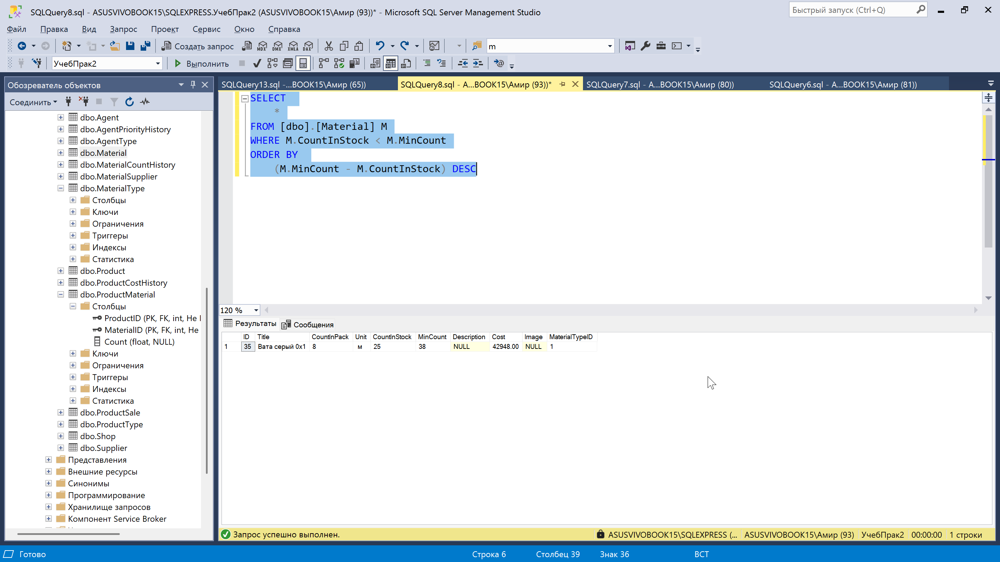 SQLQuery8.sql - ASUSVIVOBOOK15\SQLEXPRESS.УчебПрак2 (ASUSVIVOBOOK15\Амир (93))* - Microsoft SQL Server Management Studio
Быстрый запуск (Ctrl+Q)
Файл Правка Вид Запрос Проект Сервис Окно Справка
Создать запрос MDX DMX XMLA DAX m
УчебПрак2 Выполнить
Обозреватель объектов
Соединить
dbo.Agent
dbo.AgentPriorityHistory
dbo.AgentType
dbo.Material
dbo.MaterialCountHistory
dbo.MaterialSupplier
dbo.MaterialType
Столбцы
Ключи
Ограничения
Триггеры
Индексы
Статистика
dbo.Product
dbo.ProductCostHistory
dbo.ProductMaterial
Столбцы
ProductID (PK, FK, int, Не
MaterialID (PK, FK, int, Не
Count (float, NULL)
Ключи
Ограничения
Триггеры
Индексы
Статистика
dbo.ProductSale
dbo.ProductType
dbo.Shop
dbo.Supplier
Представления
Внешние ресурсы
Синонимы
Программирование
Хранилище запросов
Компонент Service Broker
SQLQuery13.sql -...BOOK15\Амир (65)) SQLQuery8.sql - A...BOOK15\Амир (93))* SQLQuery7.sql - A...BOOK15\Амир (80)) SQLQuery6.sql - A...BOOK15\Амир (81))
SELECT
*
FROM [dbo].[Material] M
WHERE M.CountInStock < M.MinCount
ORDER BY
(M.MinCount - M.CountInStock) DESC
120 %
Результаты Сообщения
ID Title CountInPack Unit CountInStock MinCount Description Cost Image MaterialTypeID
1 35 Вата серый 0x1 8 м 25 38 NULL 42948.00 NULL 1
Запрос успешно выполнен. ASUSVIVOBOOK15\SQLEXPRESS (... ASUSVIVOBOOK15\Амир (93) УчебПрак2 00:00:00 1 строки
Готово Строка 6 Столбец 39 Знак 36 ВСТ